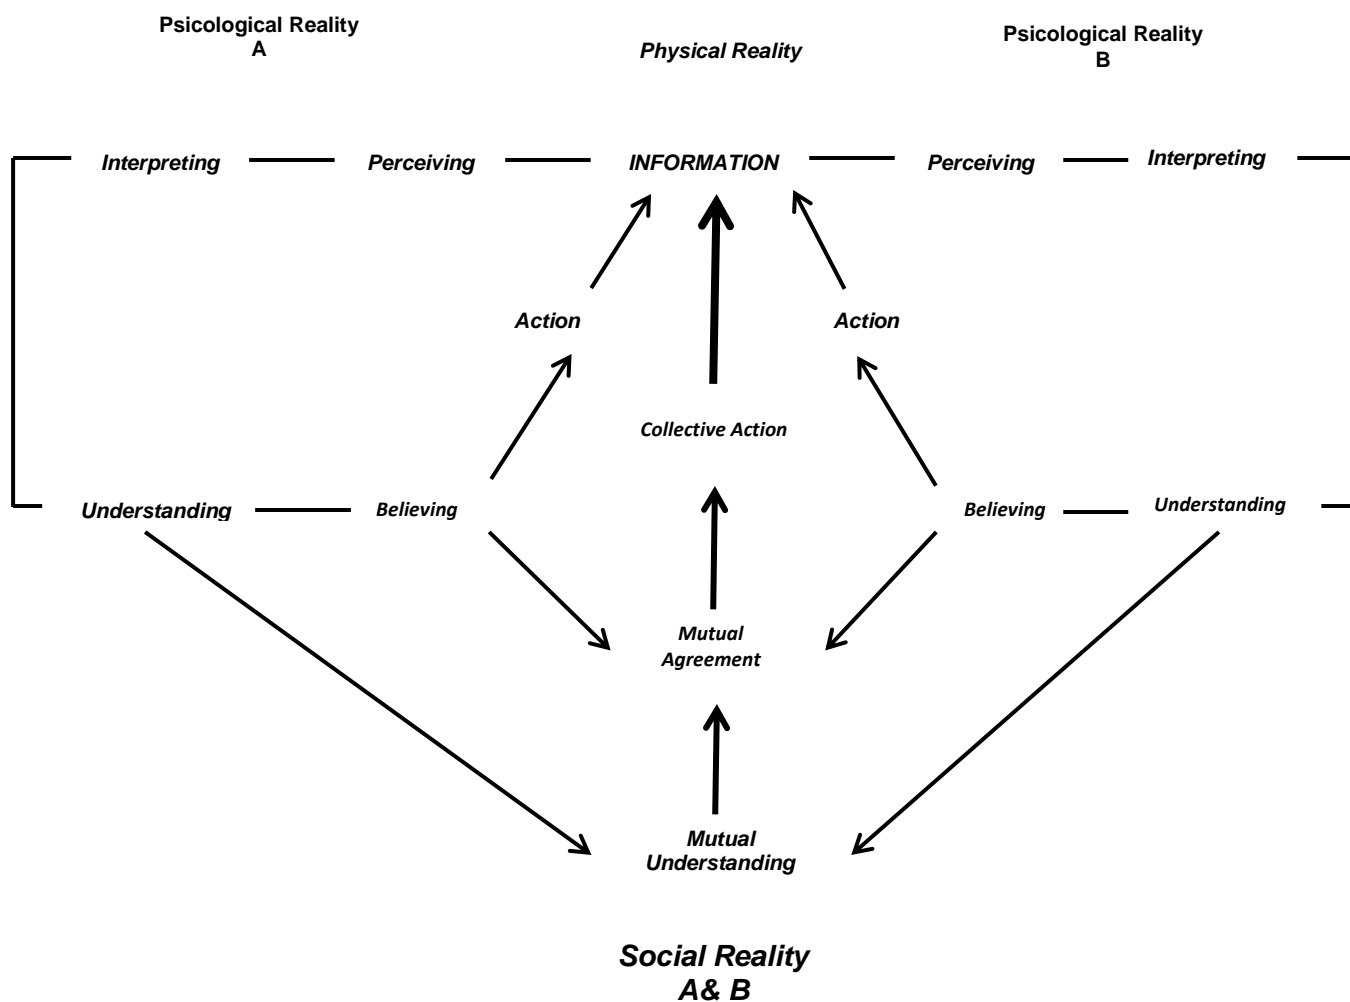 Psicological Reality
A
Physical Reality
Psicological Reality
B
Interpreting
Perceiving
INFORMATION
Perceiving
Interpreting
Action
Action
Collective Action
Understanding
Believing
Believing
Understanding
Mutual
Agreement
Mutual
Understanding
Social Reality
A& B